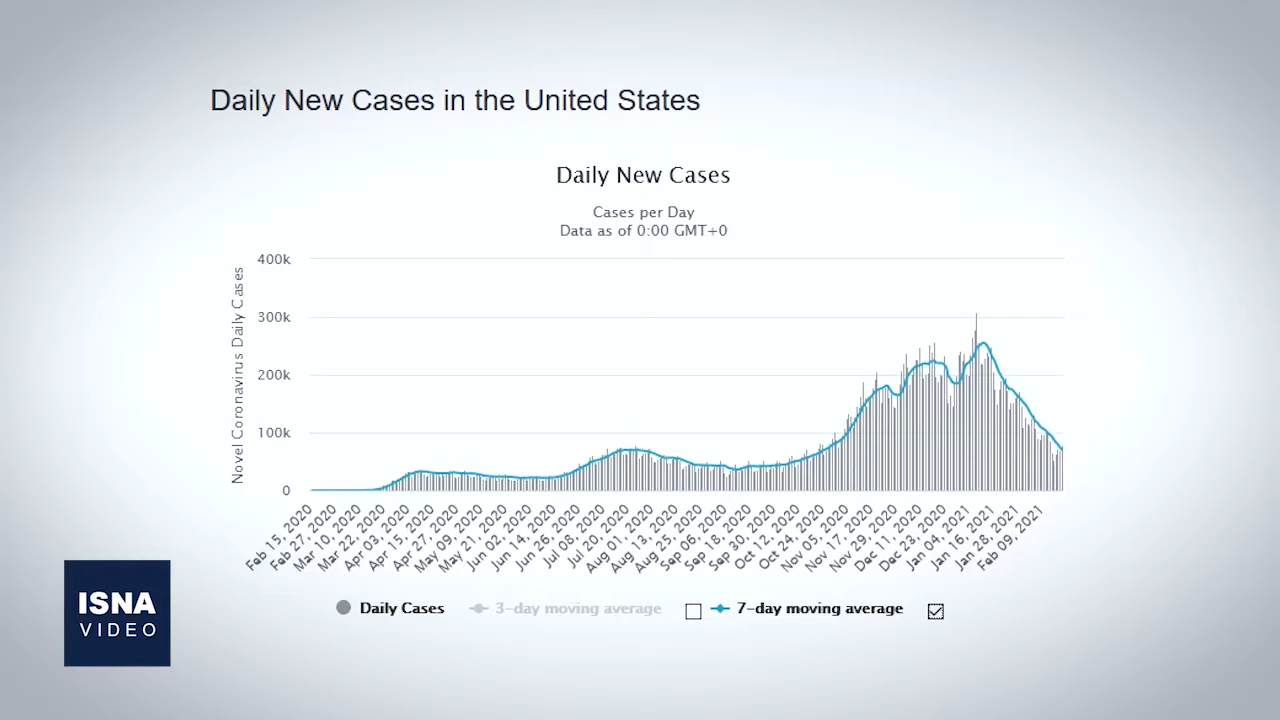 Daily New Cases in the United States
Daily New Cases
Cases per Day
Data as of 0:00 GMT+0
Novel Coronavirus Daily Cases
400k
300k
200k
100k
0
Feb 15, 2020
Feb 27, 2020
Mar 10, 2020
Mar 22, 2020
Apr 03, 2020
Apr 15, 2020
Apr 27, 2020
May 09, 2020
May 21, 2020
Jun 02, 2020
Jun 14, 2020
Jun 26, 2020
Jul 08, 2020
Jul 20, 2020
Aug 01, 2020
Aug 13, 2020
Aug 25, 2020
Sep 06, 2020
Sep 18, 2020
Sep 30, 2020
Oct 12, 2020
Oct 24, 2020
Nov 05, 2020
Nov 17, 2020
Nov 29, 2020
Dec 11, 2020
Dec 23, 2020
Jan 04, 2021
Jan 16, 2021
Jan 28, 2021
Feb 09, 2021
Daily Cases 3-day moving average 7-day moving average
ISNA
VIDEO